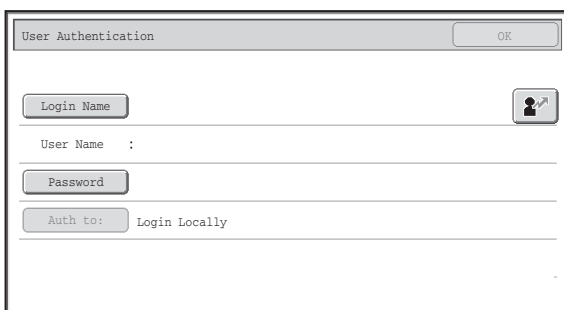 User Authentication OK
Login Name
User Name :
Password
Auth to: Login Locally